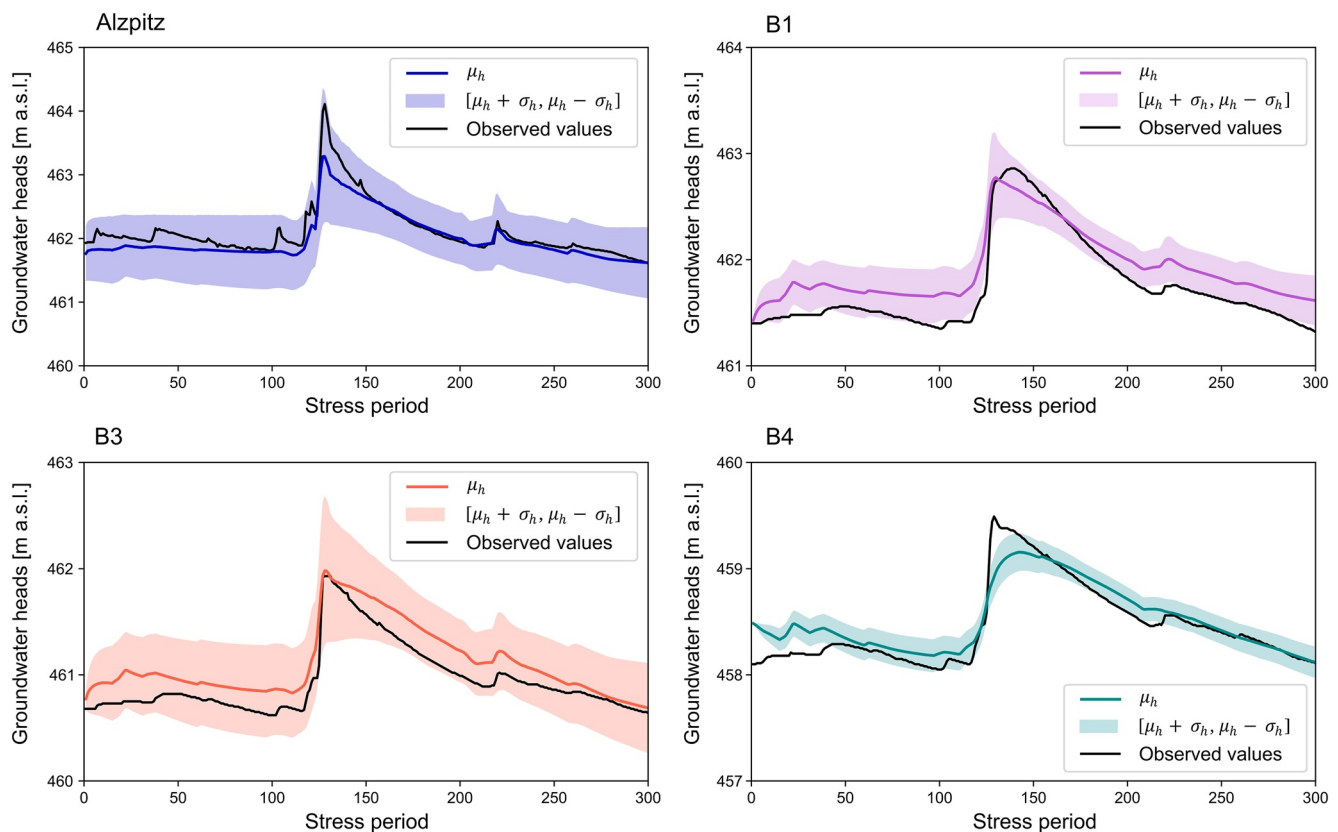 Alzpitz
465
464
463
462
461
460
0 50 100 150 200 250 300
Groundwater heads [m a.s.l.]
Stress period
μh
[μh + σh, μh − σh]
Observed values
B1
464
463
462
461
0 50 100 150 200 250 300
Groundwater heads [m a.s.l.]
Stress period
μh
[μh + σh, μh − σh]
Observed values
B3
463
462
461
460
0 50 100 150 200 250 300
Groundwater heads [m a.s.l.]
Stress period
μh
[μh + σh, μh − σh]
Observed values
B4
460
459
458
457
0 50 100 150 200 250 300
Groundwater heads [m a.s.l.]
Stress period
μh
[μh + σh, μh − σh]
Observed values